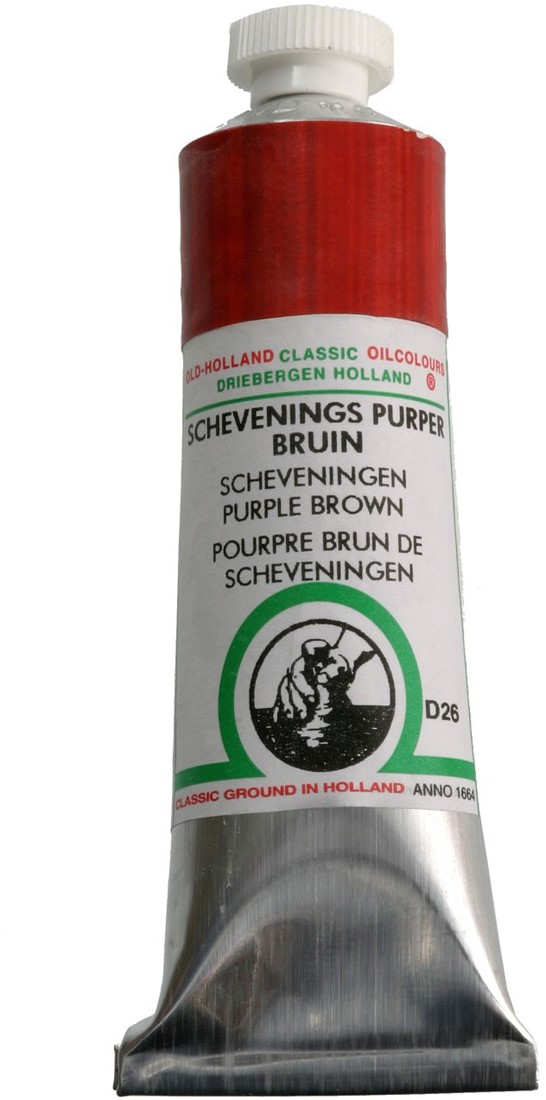 OLD-HOLLAND CLASSIC OILCOLOURS
DRIEBERGEN HOLLAND ®
SCHEVENINGS PURPER
BRUIN
SCHEVENINGEN
PURPLE BROWN
POURPRE BRUN DE
SCHEVENINGEN
D26
CLASSIC GROUND IN HOLLAND ANNO 1664